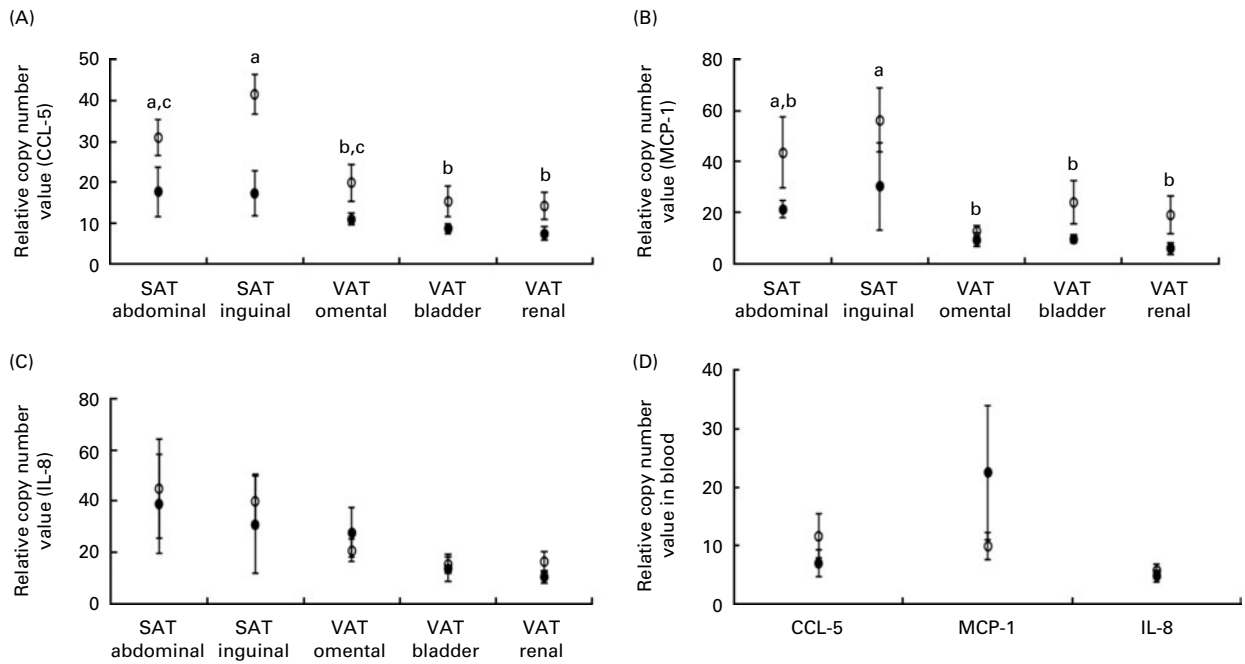 (A)
Relative copy number
value (CCL-5)
50
40
30
20
10
0
a,c
a
b,c
b
b
SAT
abdominal
SAT
inguinal
VAT
omental
VAT
bladder
VAT
renal
(B)
Relative copy number
value (MCP-1)
80
60
40
20
0
a,b
a
b
b
b
SAT
abdominal
SAT
inguinal
VAT
omental
VAT
bladder
VAT
renal
(C)
Relative copy number
value (IL-8)
80
60
40
20
0
SAT
abdominal
SAT
inguinal
VAT
omental
VAT
bladder
VAT
renal
(D)
Relative copy number
value in blood
40
30
20
10
0
CCL-5
MCP-1
IL-8